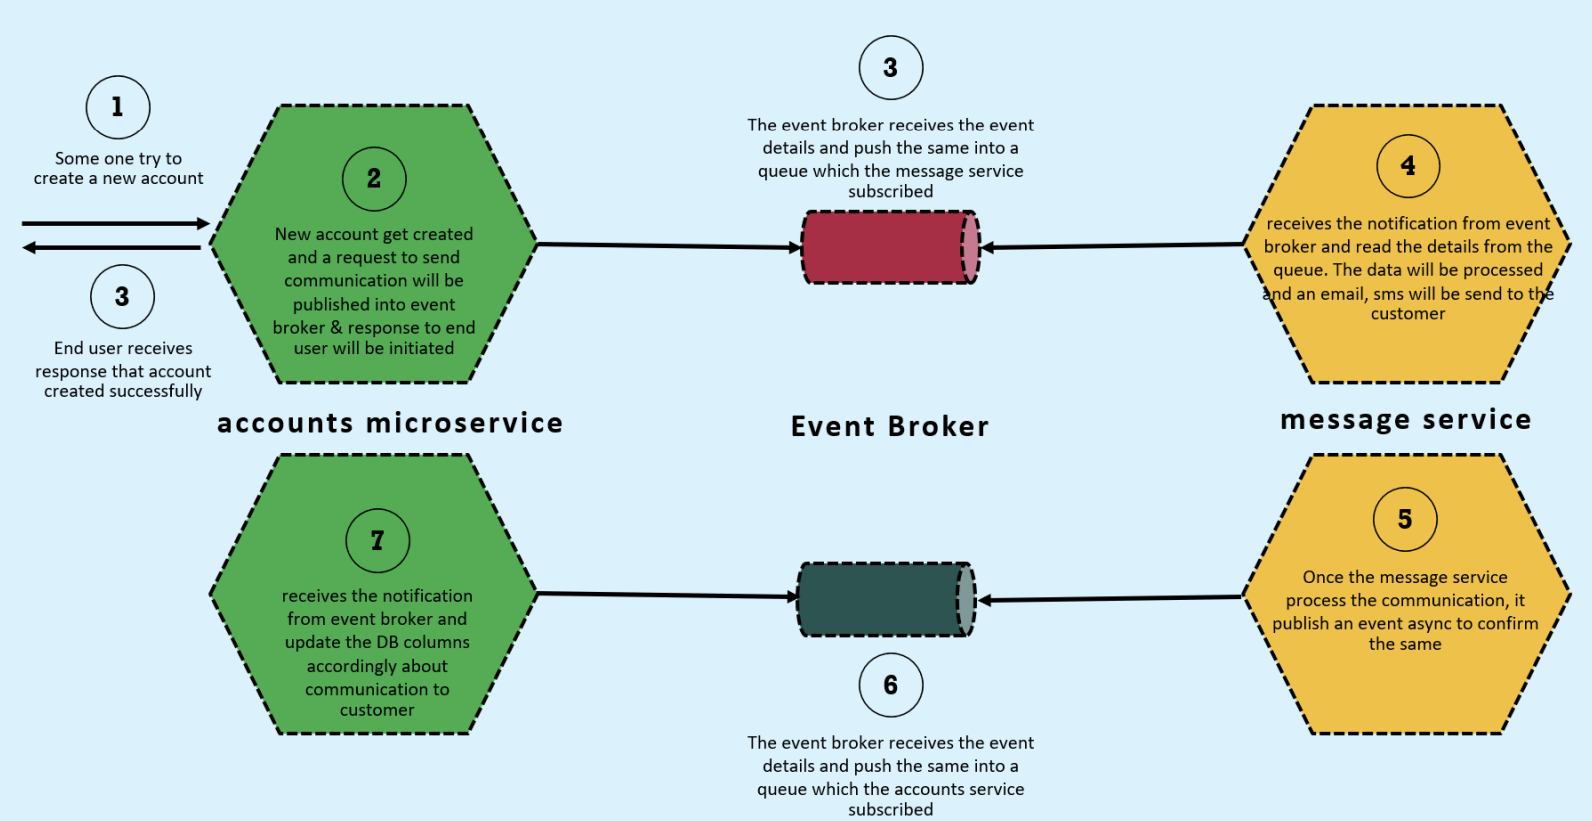 1
Some one try to
create a new account
3
End user receives
response that account
created successfully
2
New account get created
and a request to send
communication will be
published into event
broker & response to end
user will be initiated
accounts microservice
3
The event broker receives the event
details and push the same into a
queue which the message service
subscribed
Event Broker
4
receives the notification from event
broker and read the details from the
queue. The data will be processed
and an email, sms will be send to the
customer
message service
5
Once the message service
process the communication, it
publish an event async to confirm
the same
6
The event broker receives the event
details and push the same into a
queue which the accounts service
subscribed
7
receives the notification
from event broker and
update the DB columns
accordingly about
communication to
customer